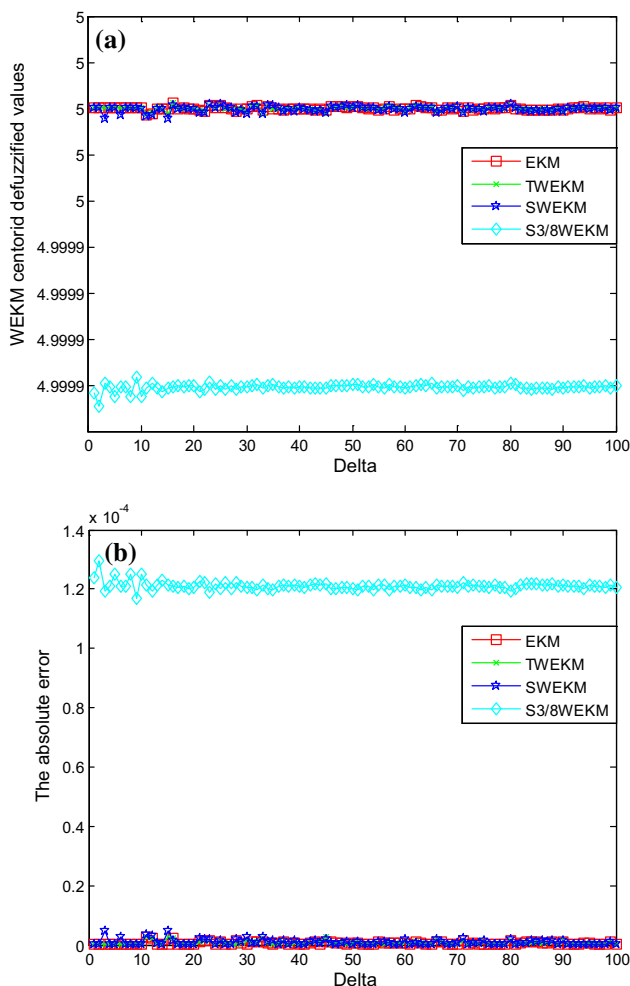 (a)
5
5
5
5
5
4.9999
4.9999
4.9999
4.9999
WEKM centorid defuzzified values
EKM
TWEKM
SWEKM
S3/8WEKM
0 10 20 30 40 50 60 70 80 90 100
Delta
x 10^-4
(b)
1.4
1.2
1
0.8
0.6
0.4
0.2
0
The absolute error
EKM
TWEKM
SWEKM
S3/8WEKM
0 10 20 30 40 50 60 70 80 90 100
Delta